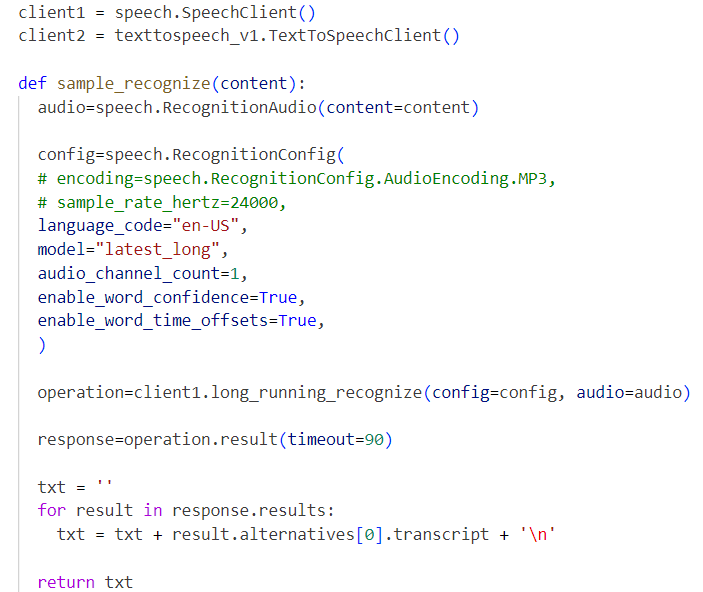 client1 = speech.SpeechClient()
client2 = texttospeech_v1.TextToSpeechClient()
def sample_recognize(content):
audio=speech.RecognitionAudio(content=content)
config=speech.RecognitionConfig(
# encoding=speech.RecognitionConfig.AudioEncoding.MP3,
# sample_rate_hertz=24000,
language_code="en-US",
model="latest_long",
audio_channel_count=1,
enable_word_confidence=True,
enable_word_time_offsets=True,
)
operation=client1.long_running_recognize(config=config, audio=audio)
response=operation.result(timeout=90)
txt = ''
for result in response.results:
txt = txt + result.alternatives[0].transcript + '\n'
return txt